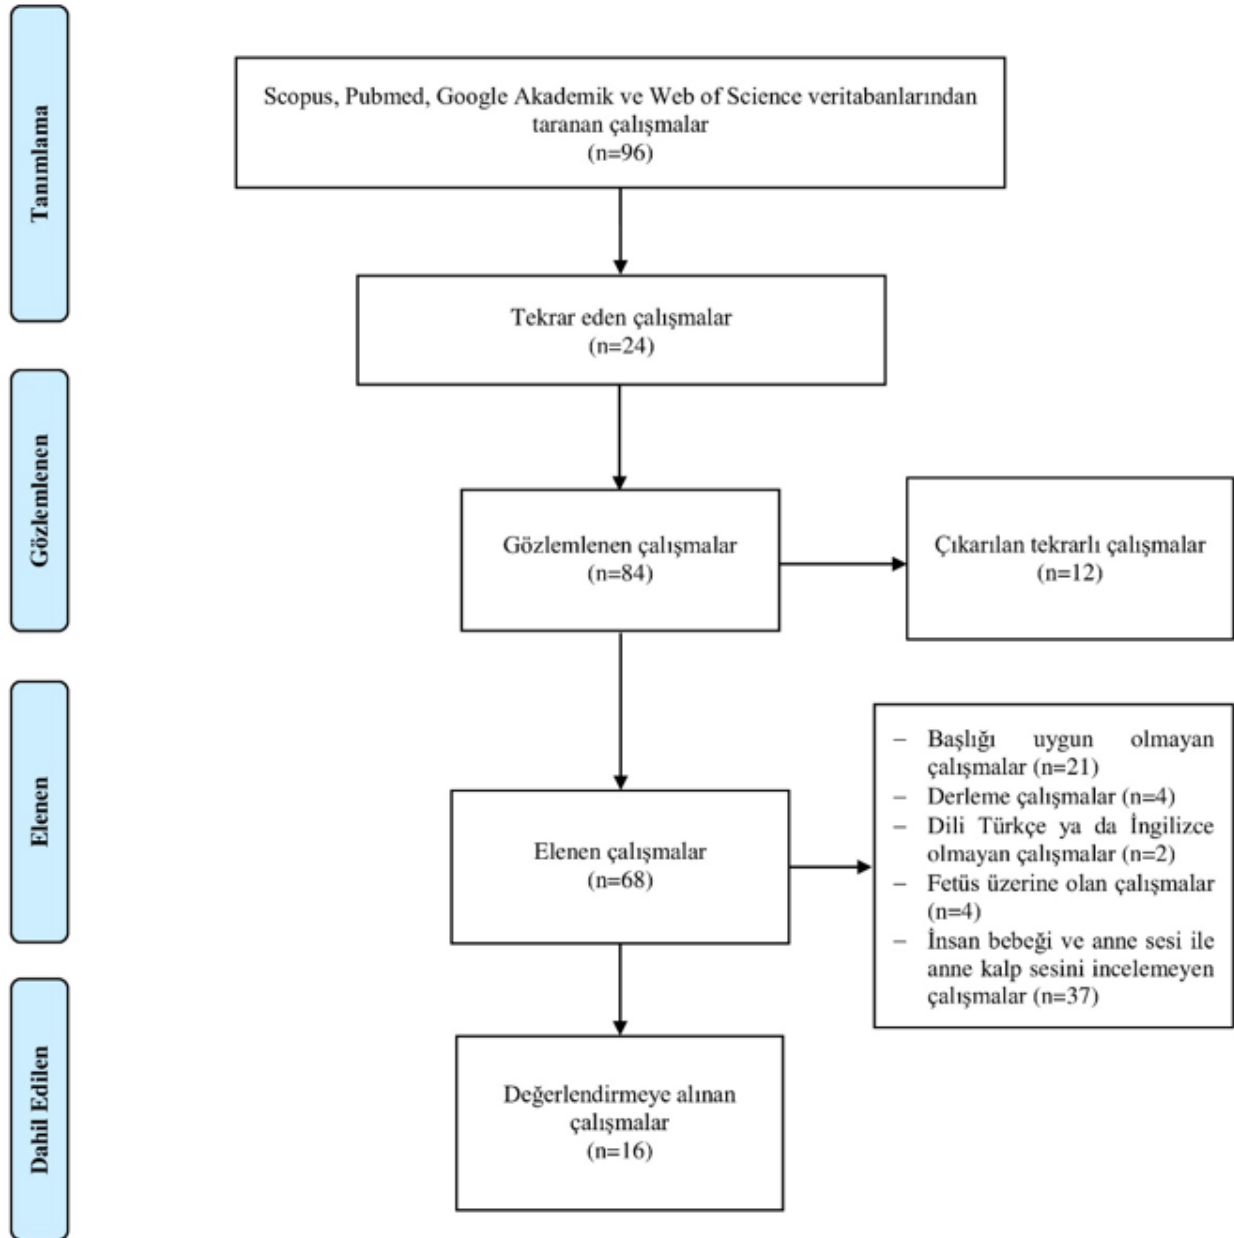 Tanımlama
Scopus, Pubmed, Google Akademik ve Web of Science veritabanlarından
taranan çalışmalar
(n=96)
Tekrar eden çalışmalar
(n=24)
Gözlemlenen
Gözlemlenen çalışmalar
(n=84)
Çıkarılan tekrarlı çalışmalar
(n=12)
Elenen
Elenen çalışmalar
(n=68)
– Başlığı uygun olmayan
çalışmalar (n=21)
– Derleme çalışmalar (n=4)
– Dili Türkçe ya da İngilizce
olmayan çalışmalar (n=2)
– Fetüs üzerine olan çalışmalar
(n=4)
– İnsan bebeği ve anne sesi ile
anne kalp sesini incelemeyen
çalışmalar (n=37)
Dahil Edilen
Değerlendirmeye alınan
çalışmalar
(n=16)